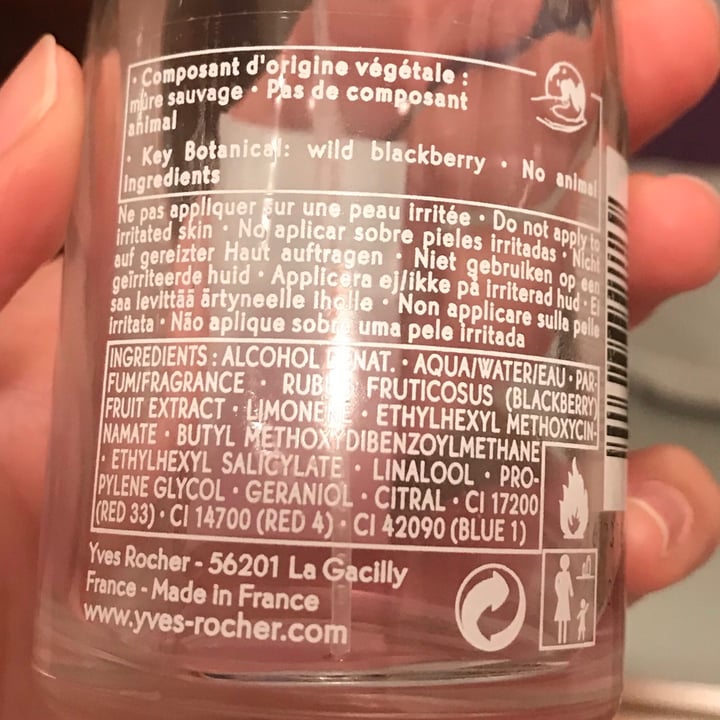 • Composant d'origine végétale :
mûre sauvage • Pas de composant
animal
• Key Botanical: wild blackberry • No animal
Ingredients
Ne pas appliquer sur une peau irritée • Do not apply to
irritated skin • No aplicar sobre pieles irritadas • Nicht
auf gereizter Haut auftragen • Niet gebruiken op een
geïrriteerde huid • Applicera ej/ikke på irriterad hud • Ei
saa levittää ärtyneelle iholle • Non applicare sulla pelle
irritata • Não aplique sobre uma pele irritada
INGREDIENTS : ALCOHOL DENAT. • AQUA/WATER/EAU • PAR-
FUM/FRAGRANCE • RUBUS FRUTICOSUS (BLACKBERRY)
FRUIT EXTRACT • LIMONENE • ETHYLHEXYL METHOXYCIN-
NAMATE • BUTYL METHOXYDIBENZOYLMETHANE
• ETHYLHEXYL SALICYLATE • LINALOOL • PRO-
PYLENE GLYCOL • GERANIOL • CITRAL • CI 17200
(RED 33) • CI 14700 (RED 4) • CI 42090 (BLUE 1)
Yves Rocher - 56201 La Gacilly
France - Made in France
www.yves-rocher.com